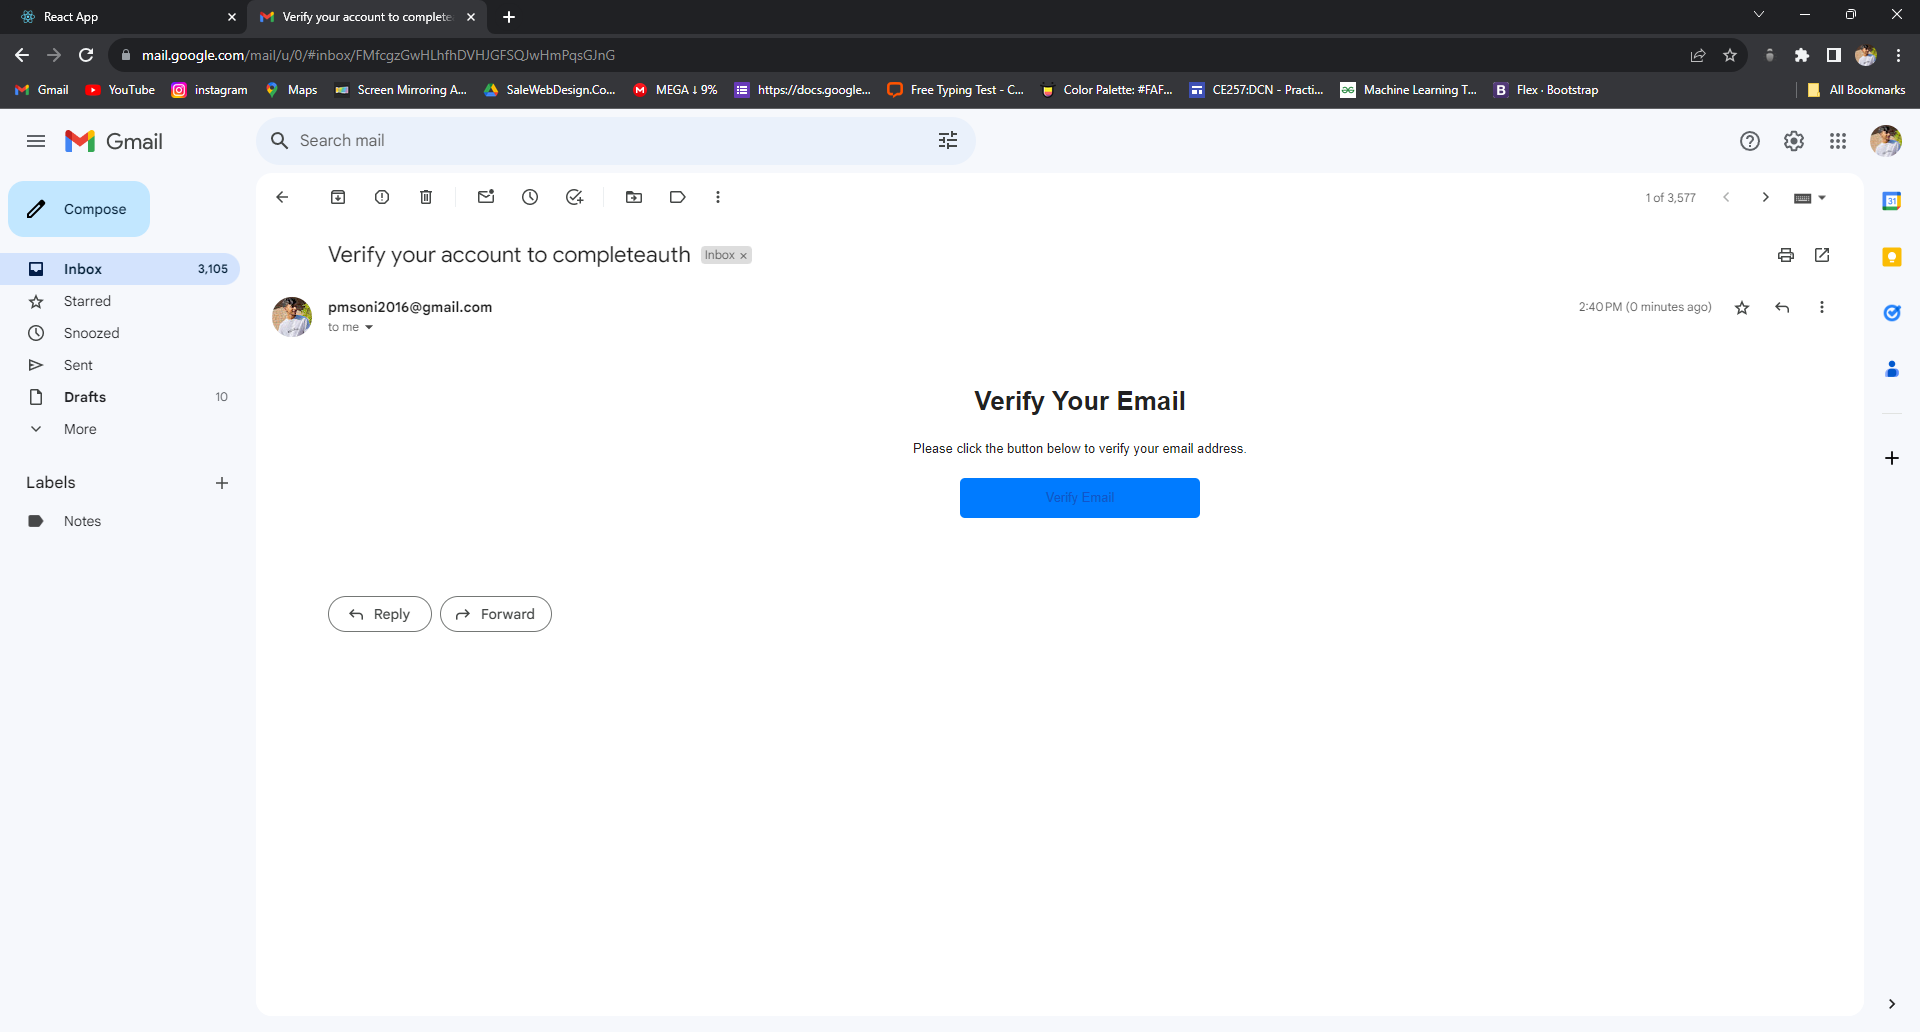 React App
Verify your account to complete
mail.google.com/mail/u/0/#inbox/FMfcgzGwHLhfhDVHJGFSQJwHmPqsGJnG
Gmail YouTube instagram Maps Screen Mirroring A... SaleWebDesign.Co... MEGA ⭣ 9% https://docs.google... Free Typing Test - C... Color Palette: #FAF... CE257:DCN - Practi... Machine Learning T... Flex · Bootstrap All Bookmarks
Gmail
Search mail
Compose
1 of 3,577
Verify your account to completeauth Inbox ×
Inbox 3,105
Starred
Snoozed
Sent
Drafts 10
More
Labels
Notes
pmsoni2016@gmail.com 2:40 PM (0 minutes ago)
to me
Verify Your Email
Please click the button below to verify your email address.
Verify Email
Reply Forward